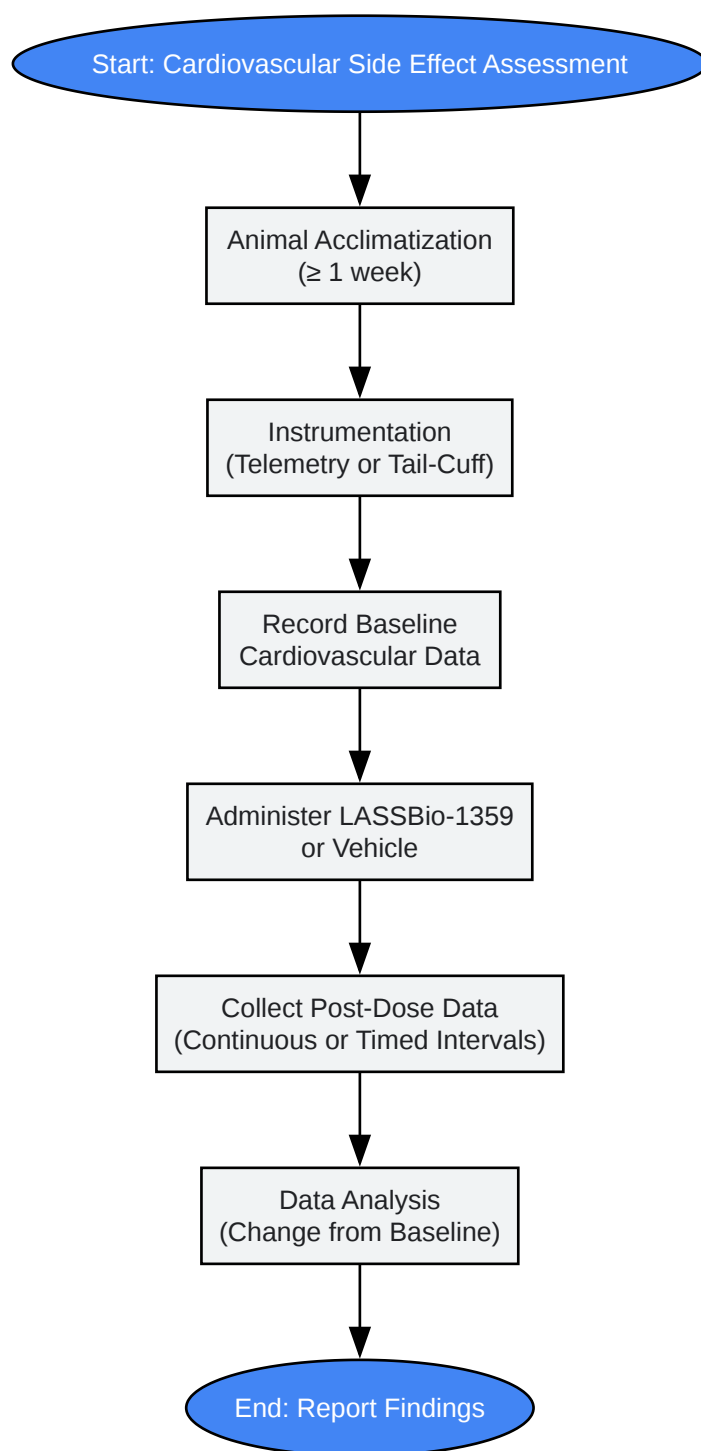 Start: Cardiovascular Side Effect Assessment
Animal Acclimatization
(≥ 1 week)
Instrumentation
(Telemetry or Tail-Cuff)
Record Baseline
Cardiovascular Data
Administer LASSBio-1359
or Vehicle
Collect Post-Dose Data
(Continuous or Timed Intervals)
Data Analysis
(Change from Baseline)
End: Report Findings